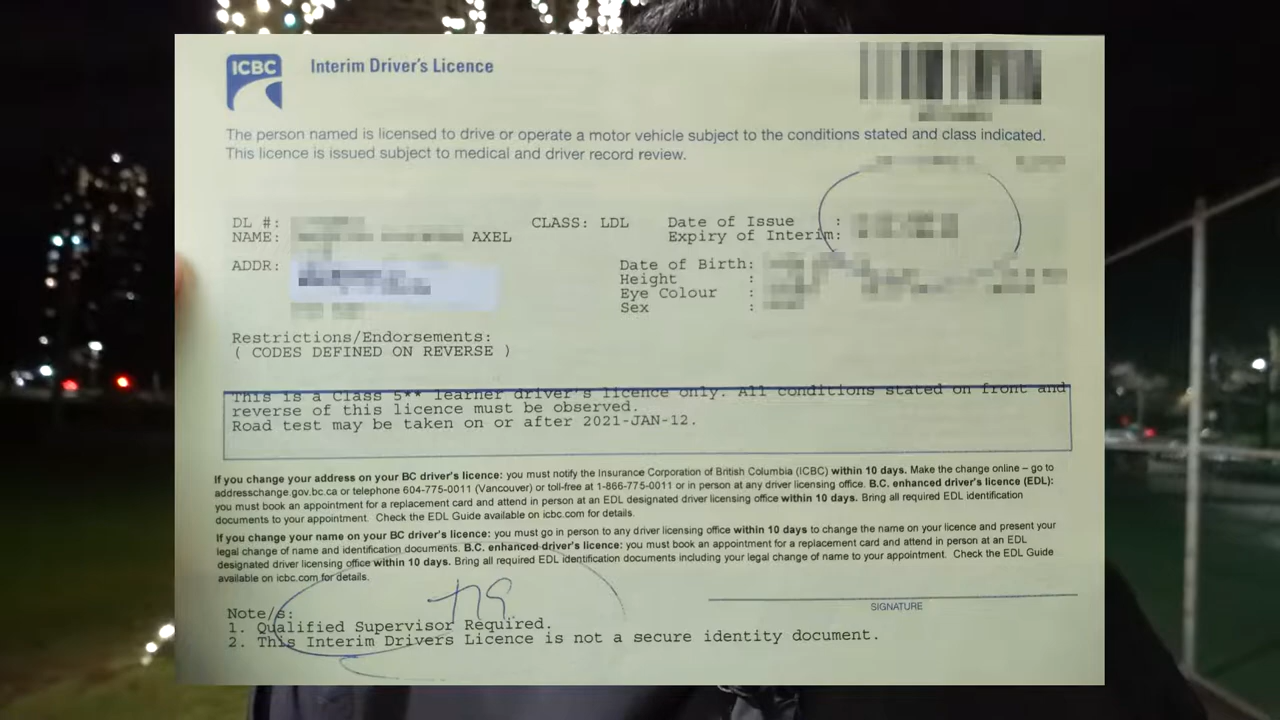 ICBC
Interim Driver's Licence
The person named is licensed to drive or operate a motor vehicle subject to the conditions stated and class indicated.
This licence is issued subject to medical and driver record review.
DL #: CLASS: LDL Date of Issue :
NAME: AXEL Expiry of Interim:
ADDR: Date of Birth:
Height :
Eye Colour :
Sex :
Restrictions/Endorsements:
( CODES DEFINED ON REVERSE )
This is a Class 5** learner driver's licence only. All conditions stated on front and
reverse of this licence must be observed.
Road test may be taken on or after 2021-JAN-12.
If you change your address on your BC driver's licence: you must notify the Insurance Corporation of British Columbia (ICBC) within 10 days. Make the change online – go to
addresschange.gov.bc.ca or telephone 604-775-0011 (Vancouver) or toll-free at 1-866-775-0011 or in person at any driver licensing office. B.C. enhanced driver's licence (EDL):
you must book an appointment for a replacement card and attend in person at an EDL designated driver licensing office within 10 days. Bring all required EDL identification
documents to your appointment. Check the EDL Guide available on icbc.com for details.
If you change your name on your BC driver's licence: you must go in person to any driver licensing office within 10 days to change the name on your licence and present your
legal change of name and identification documents. B.C. enhanced driver's licence: you must book an appointment for a replacement card and attend in person at an EDL
designated driver licensing office within 10 days. Bring all required EDL identification documents including your legal change of name to your appointment. Check the EDL Guide
available on icbc.com for details.
Note/s:
SIGNATURE
1. Qualified Supervisor Required.
2. This Interim Drivers Licence is not a secure identity document.